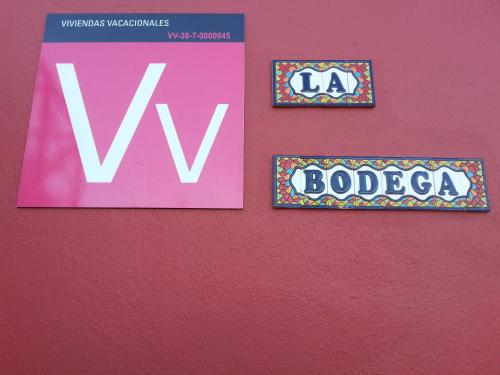 VIVIENDAS VACACIONALES
VV-38-7-0000045
Vv
LA
BODEGA